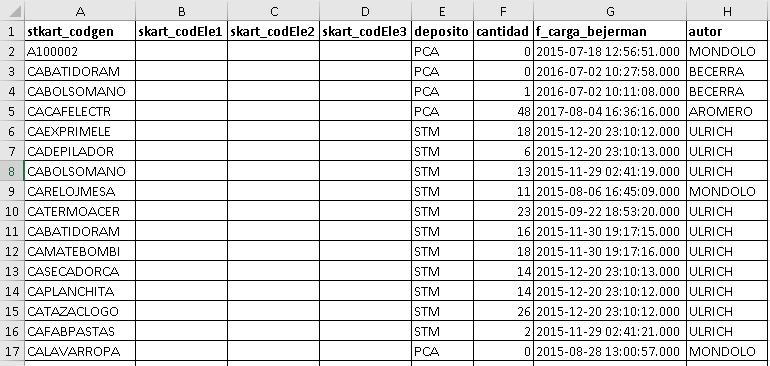 A B C D E F G H
1 stkart_codgen skart_codEle1 skart_codEle2 skart_codEle3 deposito cantidad f_carga_bejerman autor
2 A100002 PCA 0 2015-07-18 12:56:51.000 MONDOLO
3 CABATIDORAM PCA 0 2016-07-02 10:27:58.000 BECERRA
4 CABOLSOMANO PCA 1 2016-07-02 10:11:08.000 BECERRA
5 CACAFELECTR PCA 48 2017-08-04 16:36:16.000 AROMERO
6 CAEXPRIMELE STM 18 2015-12-20 23:10:12.000 ULRICH
7 CADEPILADOR STM 6 2015-12-20 23:10:13.000 ULRICH
8 CABOLSOMANO STM 13 2015-11-29 02:41:19.000 ULRICH
9 CARELOJMESA STM 11 2015-08-06 16:45:09.000 MONDOLO
10 CATERMOACER STM 23 2015-09-22 18:53:20.000 ULRICH
11 CABATIDORAM STM 16 2015-11-30 19:17:15.000 ULRICH
12 CAMATEBOMBI STM 18 2015-11-30 19:17:16.000 ULRICH
13 CASECADORCA STM 14 2015-12-20 23:10:13.000 ULRICH
14 CAPLANCHITA STM 14 2015-12-20 23:10:12.000 ULRICH
15 CATAZACLOGO STM 26 2015-12-20 23:10:12.000 ULRICH
16 CAFABPASTAS STM 2 2015-11-29 02:41:21.000 ULRICH
17 CALAVARROPA PCA 0 2015-08-28 13:00:57.000 MONDOLO